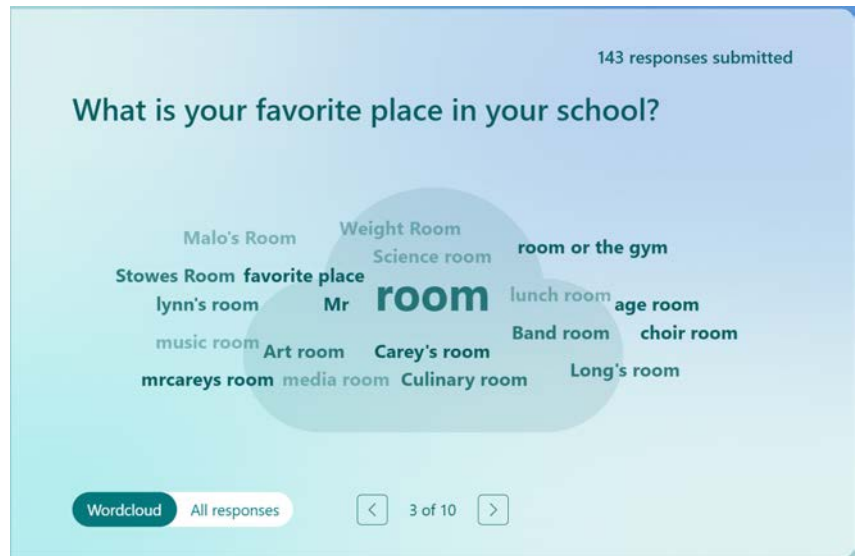 143 responses submitted
What is your favorite place in your school?
Weight Room
Malo's Room
Science room
room or the gym
Stowes Room favorite place
lynn's room Mr room lunch room age room
Band room choir room
music room Art room Carey's room
Long's room
mrcareys room media room Culinary room
Wordcloud All responses 3 of 10